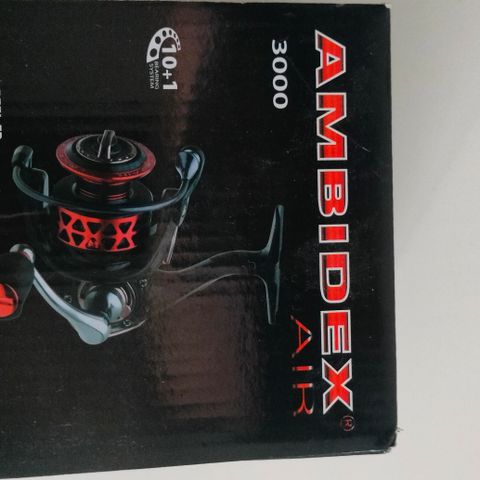 AMBIDEX®
AIR
3000
10+1
BEARING
SYSTEM